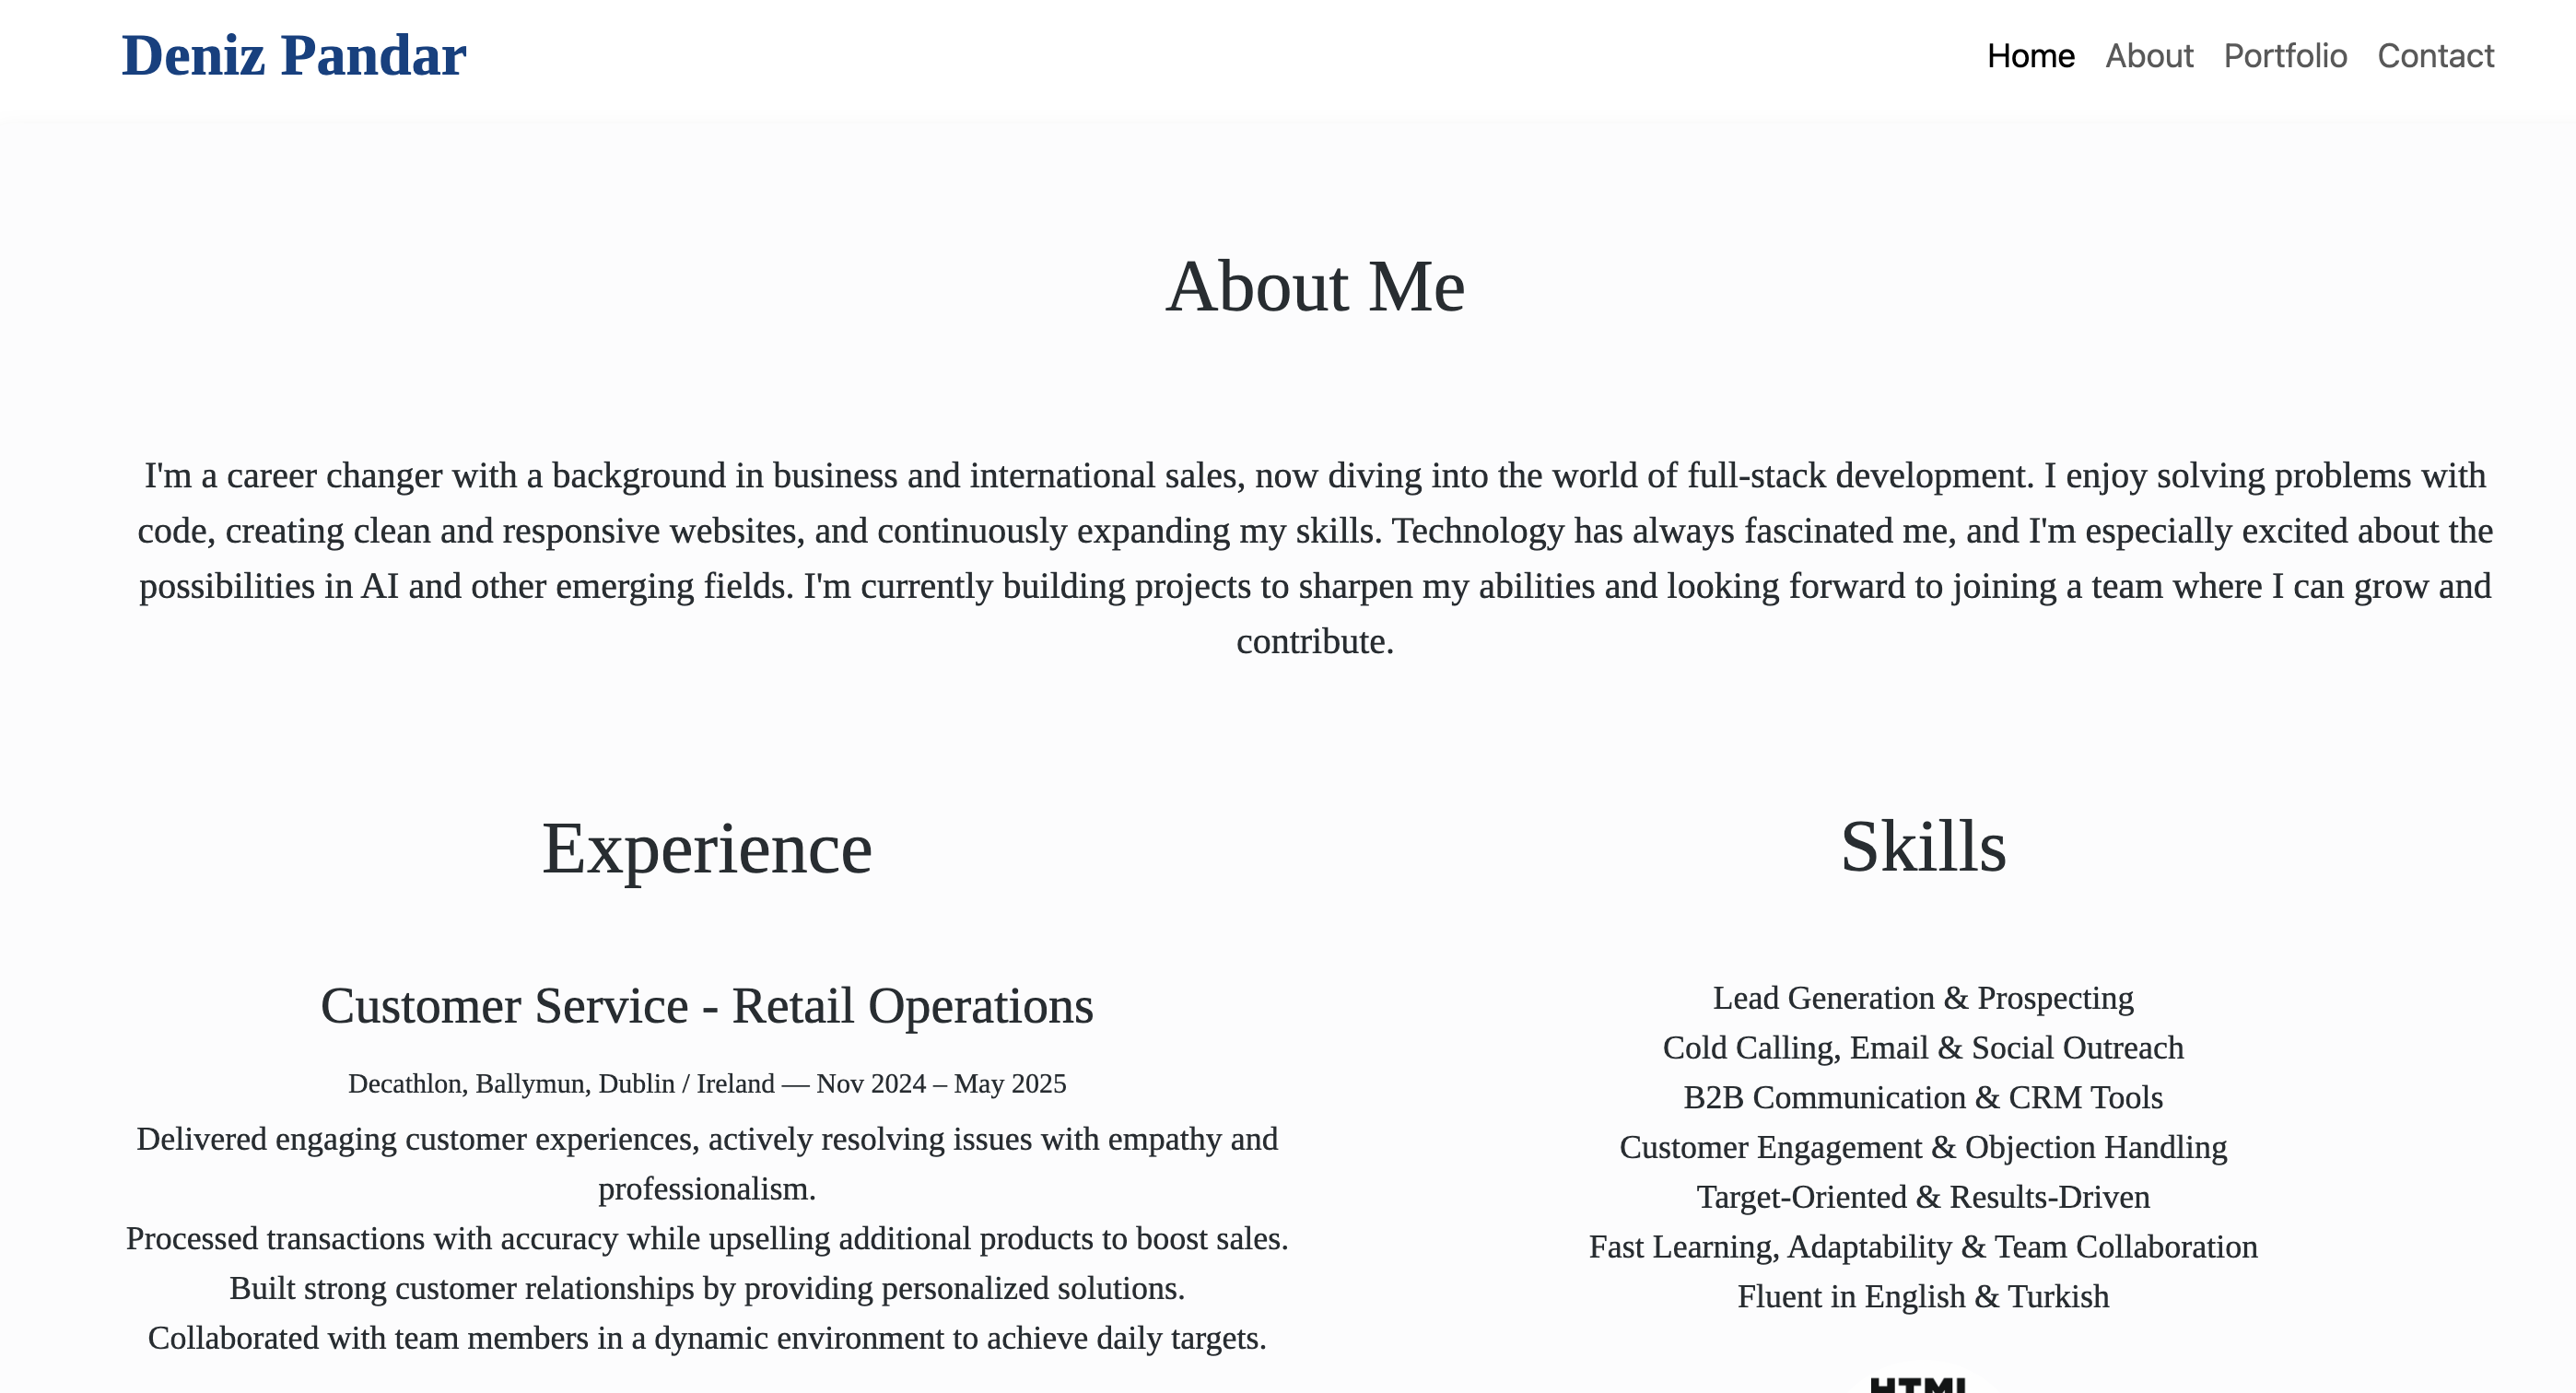 Deniz Pandar
Home About Portfolio Contact
About Me
I'm a career changer with a background in business and international sales, now diving into the world of full-stack development. I enjoy solving problems with
code, creating clean and responsive websites, and continuously expanding my skills. Technology has always fascinated me, and I'm especially excited about the
possibilities in AI and other emerging fields. I'm currently building projects to sharpen my abilities and looking forward to joining a team where I can grow and
contribute.
Experience
Customer Service - Retail Operations
Decathlon, Ballymun, Dublin / Ireland — Nov 2024 – May 2025
Delivered engaging customer experiences, actively resolving issues with empathy and
professionalism.
Processed transactions with accuracy while upselling additional products to boost sales.
Built strong customer relationships by providing personalized solutions.
Collaborated with team members in a dynamic environment to achieve daily targets.
Skills
Lead Generation & Prospecting
Cold Calling, Email & Social Outreach
B2B Communication & CRM Tools
Customer Engagement & Objection Handling
Target-Oriented & Results-Driven
Fast Learning, Adaptability & Team Collaboration
Fluent in English & Turkish
HTML